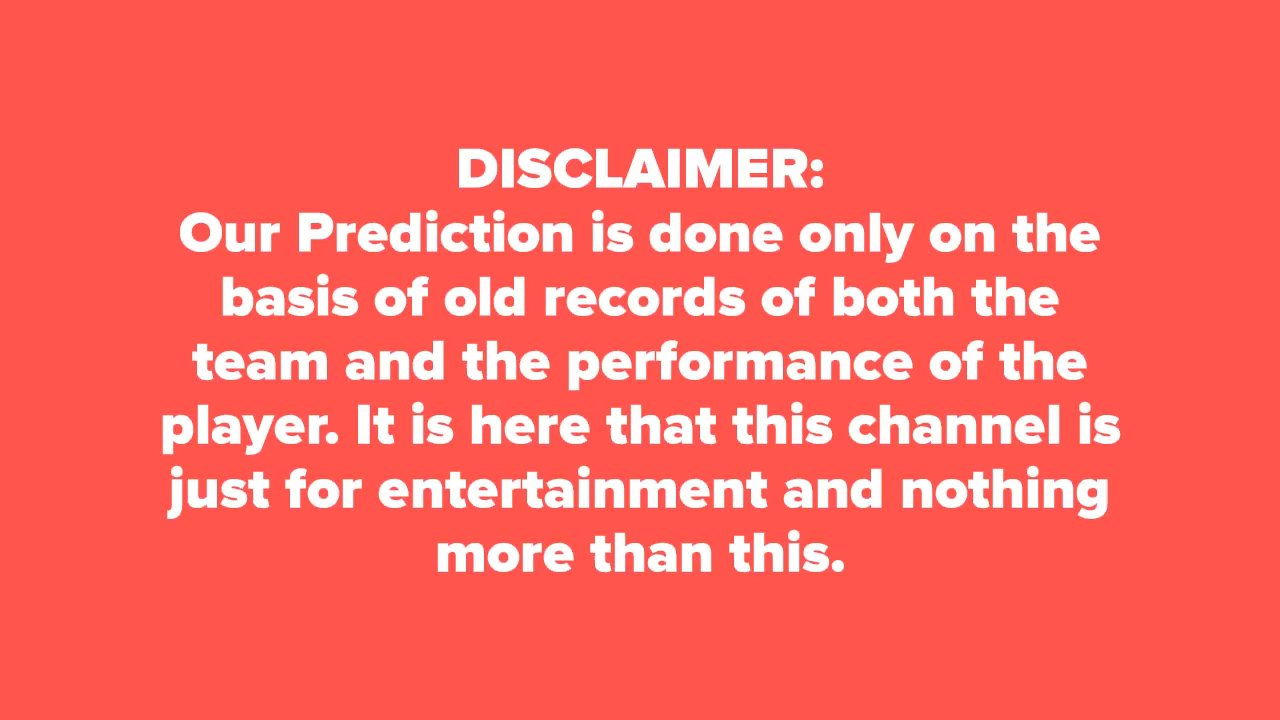 DISCLAIMER:
Our Prediction is done only on the
basis of old records of both the
team and the performance of the
player. It is here that this channel is
just for entertainment and nothing
more than this.